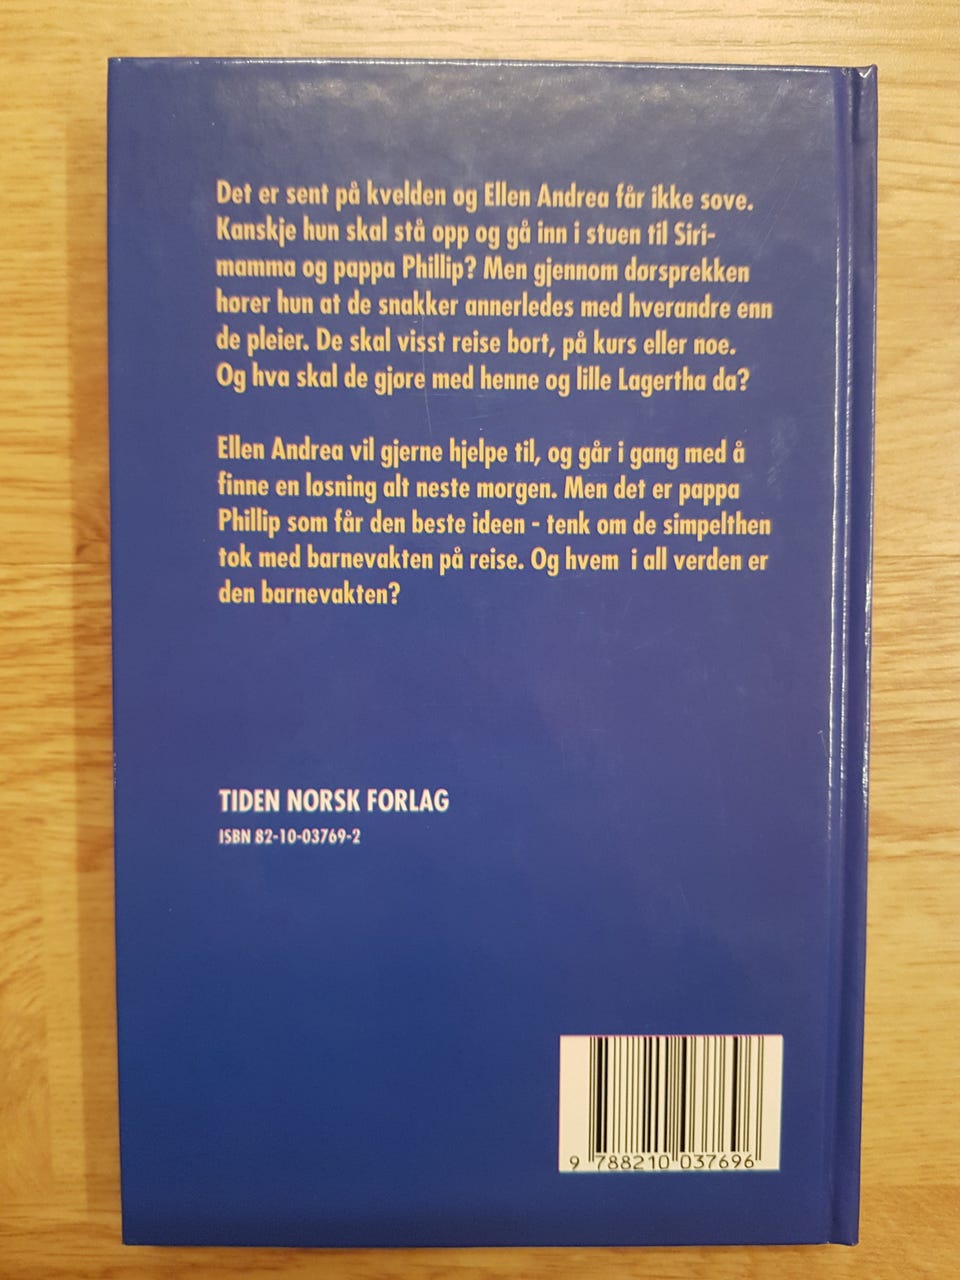 Det er sent på kvelden og Ellen Andrea får ikke sove.
Kanskje hun skal stå opp og gå inn i stuen til Siri-
mamma og pappa Phillip? Men gjennom dørsprekken
hører hun at de snakker annerledes med hverandre enn
de pleier. De skal visst reise bort, på kurs eller noe.
Og hva skal de gjøre med henne og lille Lagertha da?
Ellen Andrea vil gjerne hjelpe til, og går i gang med å
finne en løsning alt neste morgen. Men det er pappa
Phillip som får den beste ideen - tenk om de simpelthen
tok med barnevakten på reise. Og hvem i all verden er
den barnevakten?
TIDEN NORSK FORLAG
ISBN 82-10-03769-2
9 788210 037696